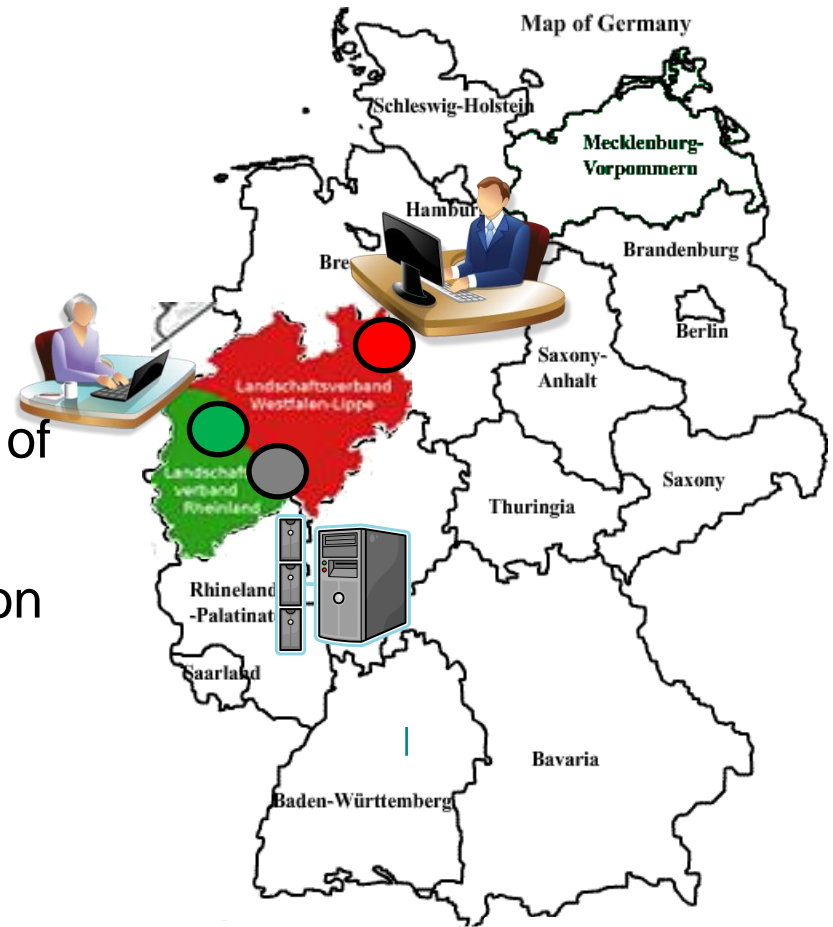 Map of Germany
Schleswig-Holstein
Mecklenburg-
Vorpommern
Hambur
Bre
Brandenburg
Berlin
Saxony-
Anhalt
Landschaftsverband
Westfalen-Lippe
of
Landschaf
verband
Rheinland
Saxony
Thuringia
on
Rhineland
-Palatinat
Saarland
Bavaria
Baden-Württemberg